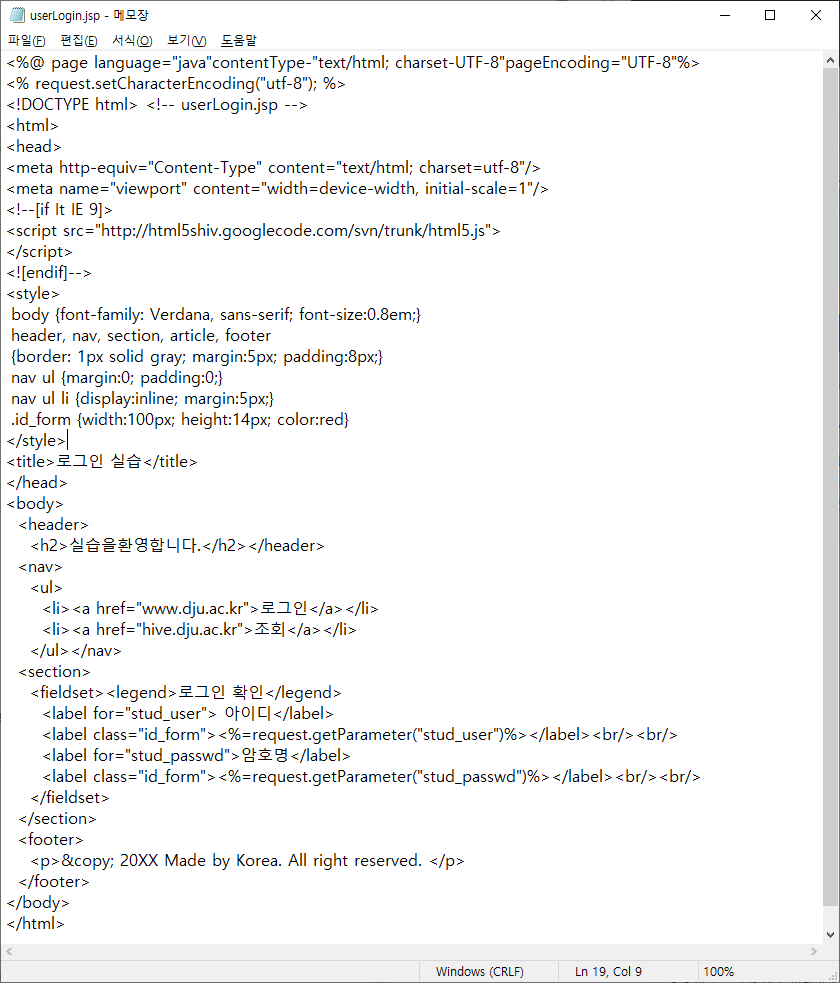 userLogin.jsp - 메모장
파일(F) 편집(E) 서식(O) 보기(V) 도움말
<%@ page language="java"contentType-"text/html; charset-UTF-8"pageEncoding="UTF-8"%>
<% request.setCharacterEncoding("utf-8"); %>
<!DOCTYPE html> <!-- userLogin.jsp -->
<html>
<head>
<meta http-equiv="Content-Type" content="text/html; charset=utf-8"/>
<meta name="viewport" content="width=device-width, initial-scale=1"/>
<!--[if lt IE 9]>
<script src="http://html5shiv.googlecode.com/svn/trunk/html5.js">
</script>
<![endif]-->
<style>
 body {font-family: Verdana, sans-serif; font-size:0.8em;}
 header, nav, section, article, footer
 {border: 1px solid gray; margin:5px; padding:8px;}
 nav ul {margin:0; padding:0;}
 nav ul li {display:inline; margin:5px;}
 .id_form {width:100px; height:14px; color:red}
</style>
<title>로그인 실습</title>
</head>
<body>
  <header>
    <h2>실습을환영합니다.</h2></header>
  <nav>
    <ul>
      <li><a href="www.dju.ac.kr">로그인</a></li>
      <li><a href="hive.dju.ac.kr">조회</a></li>
    </ul></nav>
  <section>
    <fieldset><legend>로그인 확인</legend>
      <label for="stud_user"> 아이디</label>
      <label class="id_form"><%=request.getParameter("stud_user")%></label><br/><br/>
      <label for="stud_passwd">암호명</label>
      <label class="id_form"><%=request.getParameter("stud_passwd")%></label><br/><br/>
    </fieldset>
  </section>
  <footer>
    <p>&copy; 20XX Made by Korea. All right reserved. </p>
  </footer>
</body>
</html>
Windows (CRLF) Ln 19, Col 9 100%